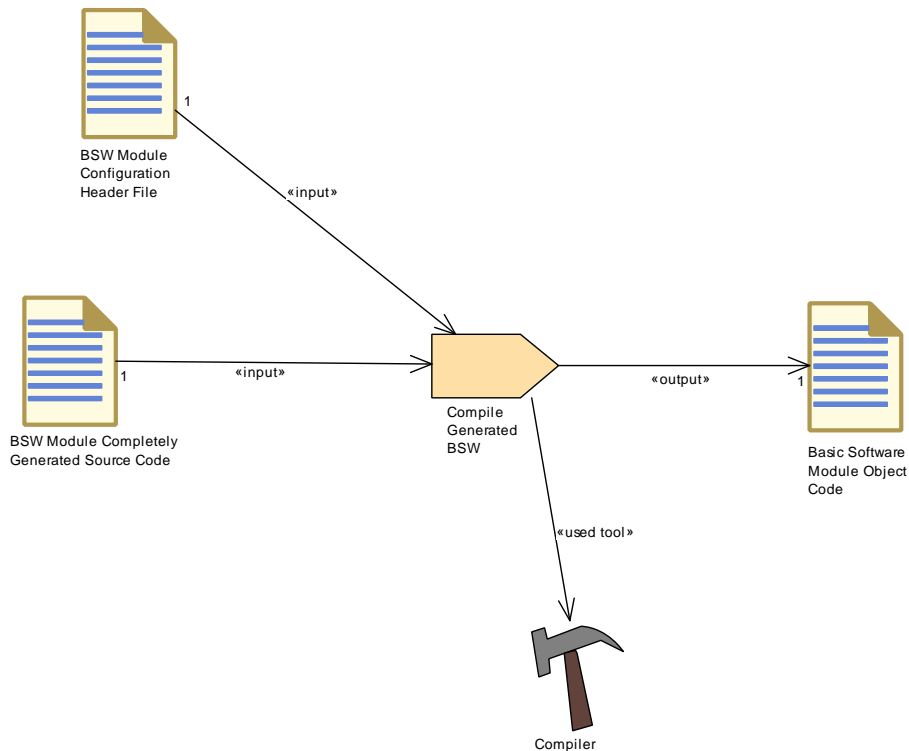 1
BSW Module
Configuration
Header File
«input»
1
«input»
BSW Module Completely
Generated Source Code
Compile
Generated
BSW
«output»
1
Basic Software
Module Object
Code
«used tool»
Compiler